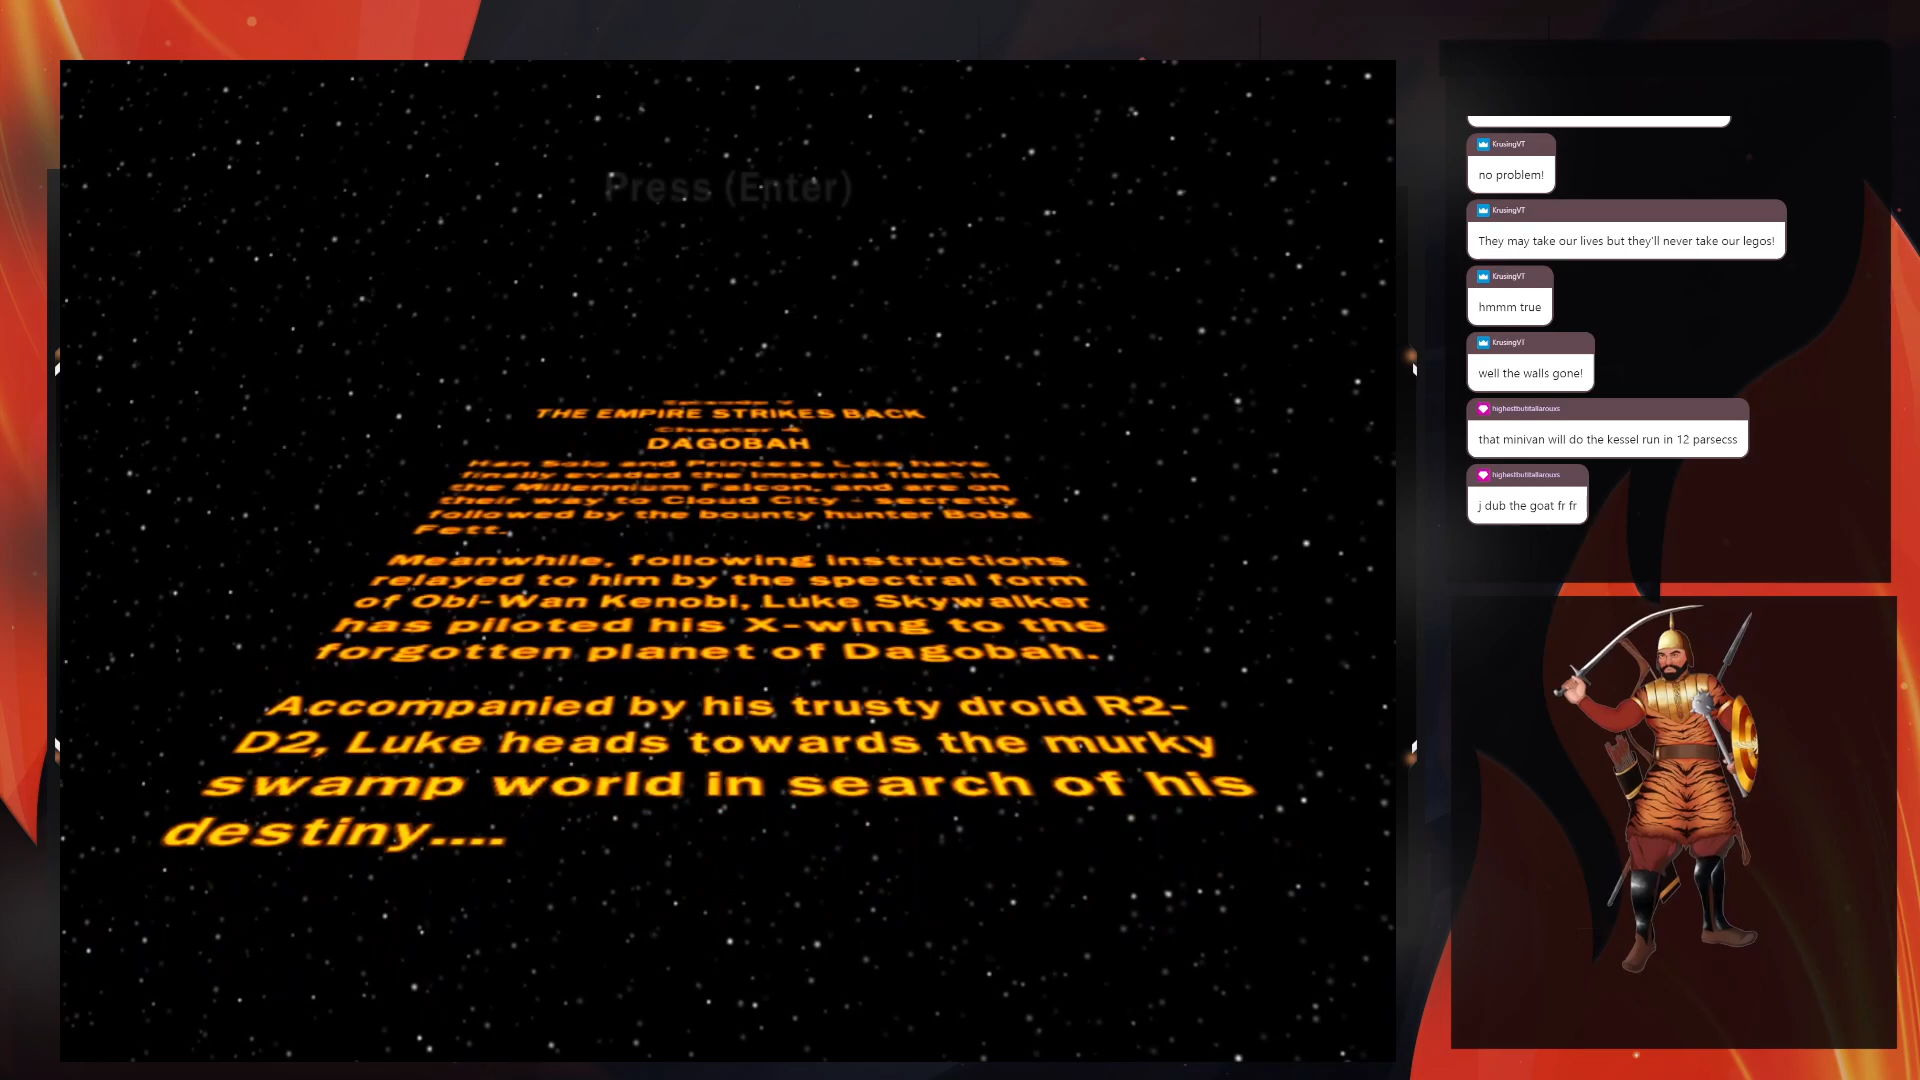 Press (Enter)
Episode V
THE EMPIRE STRIKES BACK
Chapter 4
DAGOBAH
Han Solo and Princess Leia have
finally evaded the Imperial fleet in
the Millennium Falcon, and are on
their way to Cloud City - secretly
followed by the bounty hunter Boba
Fett.
Meanwhile, following instructions
relayed to him by the spectral form
of Obi-Wan Kenobi, Luke Skywalker
has piloted his X-wing to the
forgotten planet of Dagobah.
Accompanied by his trusty droid R2-
D2, Luke heads towards the murky
swamp world in search of his
destiny....
KrusingVT
no problem!
KrusingVT
They may take our lives but they'll never take our legos!
KrusingVT
hmmm true
KrusingVT
well the walls gone!
highestbutitallarouxs
that minivan will do the kessel run in 12 parsecss
highestbutitallarouxs
j dub the goat fr fr